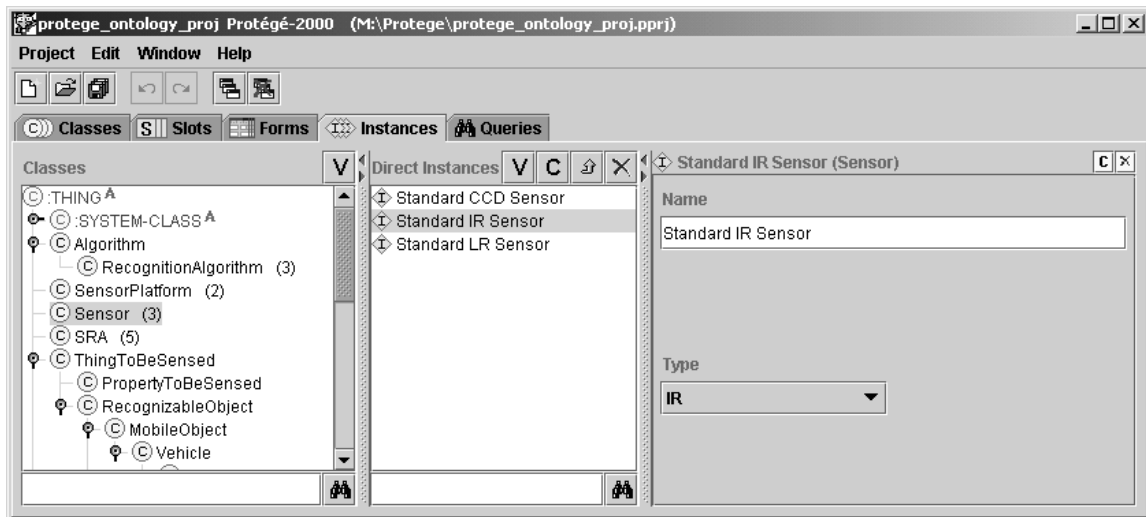 protege_ontology_proj Protégé-2000 (M:\Protege\protege_ontology_proj.pprj)
Project Edit Window Help
C Classes S Slots Forms I Instances Queries
Classes V
C :THING A
C :SYSTEM-CLASS A
C Algorithm
C RecognitionAlgorithm (3)
C SensorPlatform (2)
C Sensor (3)
C SRA (5)
C ThingToBeSensed
C PropertyToBeSensed
C RecognizableObject
C MobileObject
C Vehicle
Direct Instances V C
I Standard CCD Sensor
I Standard IR Sensor
I Standard LR Sensor
I Standard IR Sensor (Sensor) C x
Name
Standard IR Sensor
Type
IR